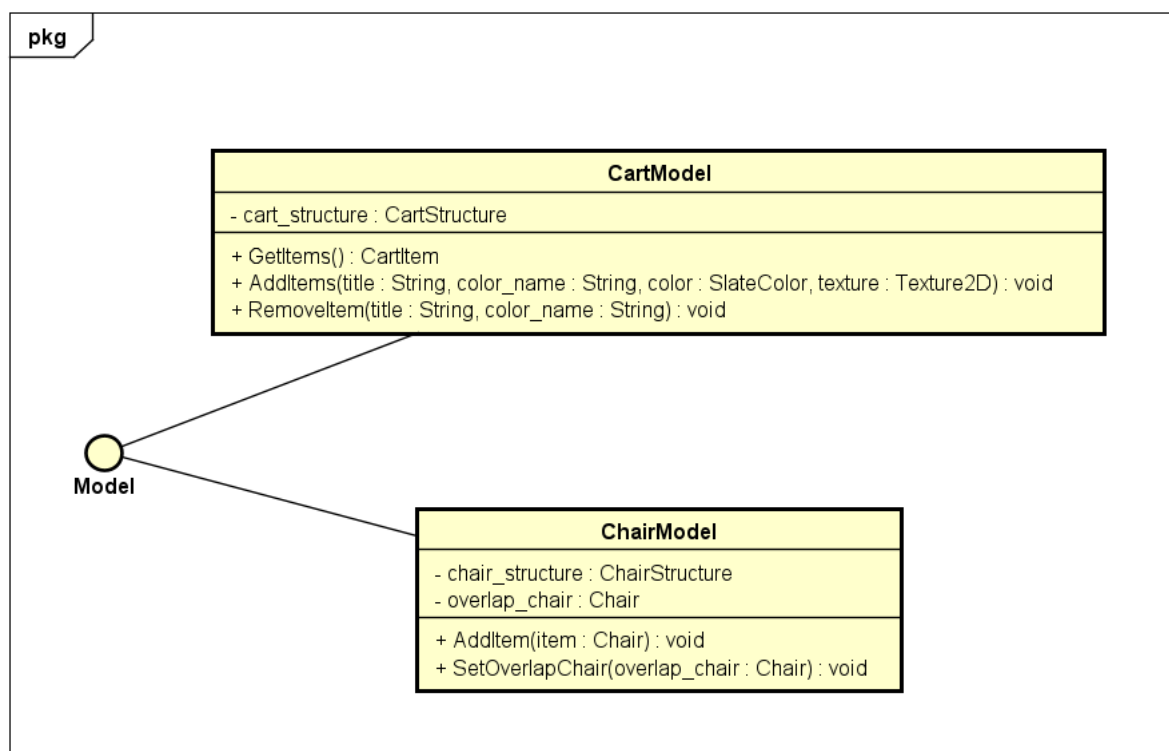 pkg
CartModel
- cart_structure : CartStructure
+ GetItems() : CartItem
+ AddItems(title : String, color_name : String, color : SlateColor, texture : Texture2D) : void
+ RemoveItem(title : String, color_name : String) : void
Model
ChairModel
- chair_structure : ChairStructure
- overlap_chair : Chair
+ AddItem(item : Chair) : void
+ SetOverlapChair(overlap_chair : Chair) : void